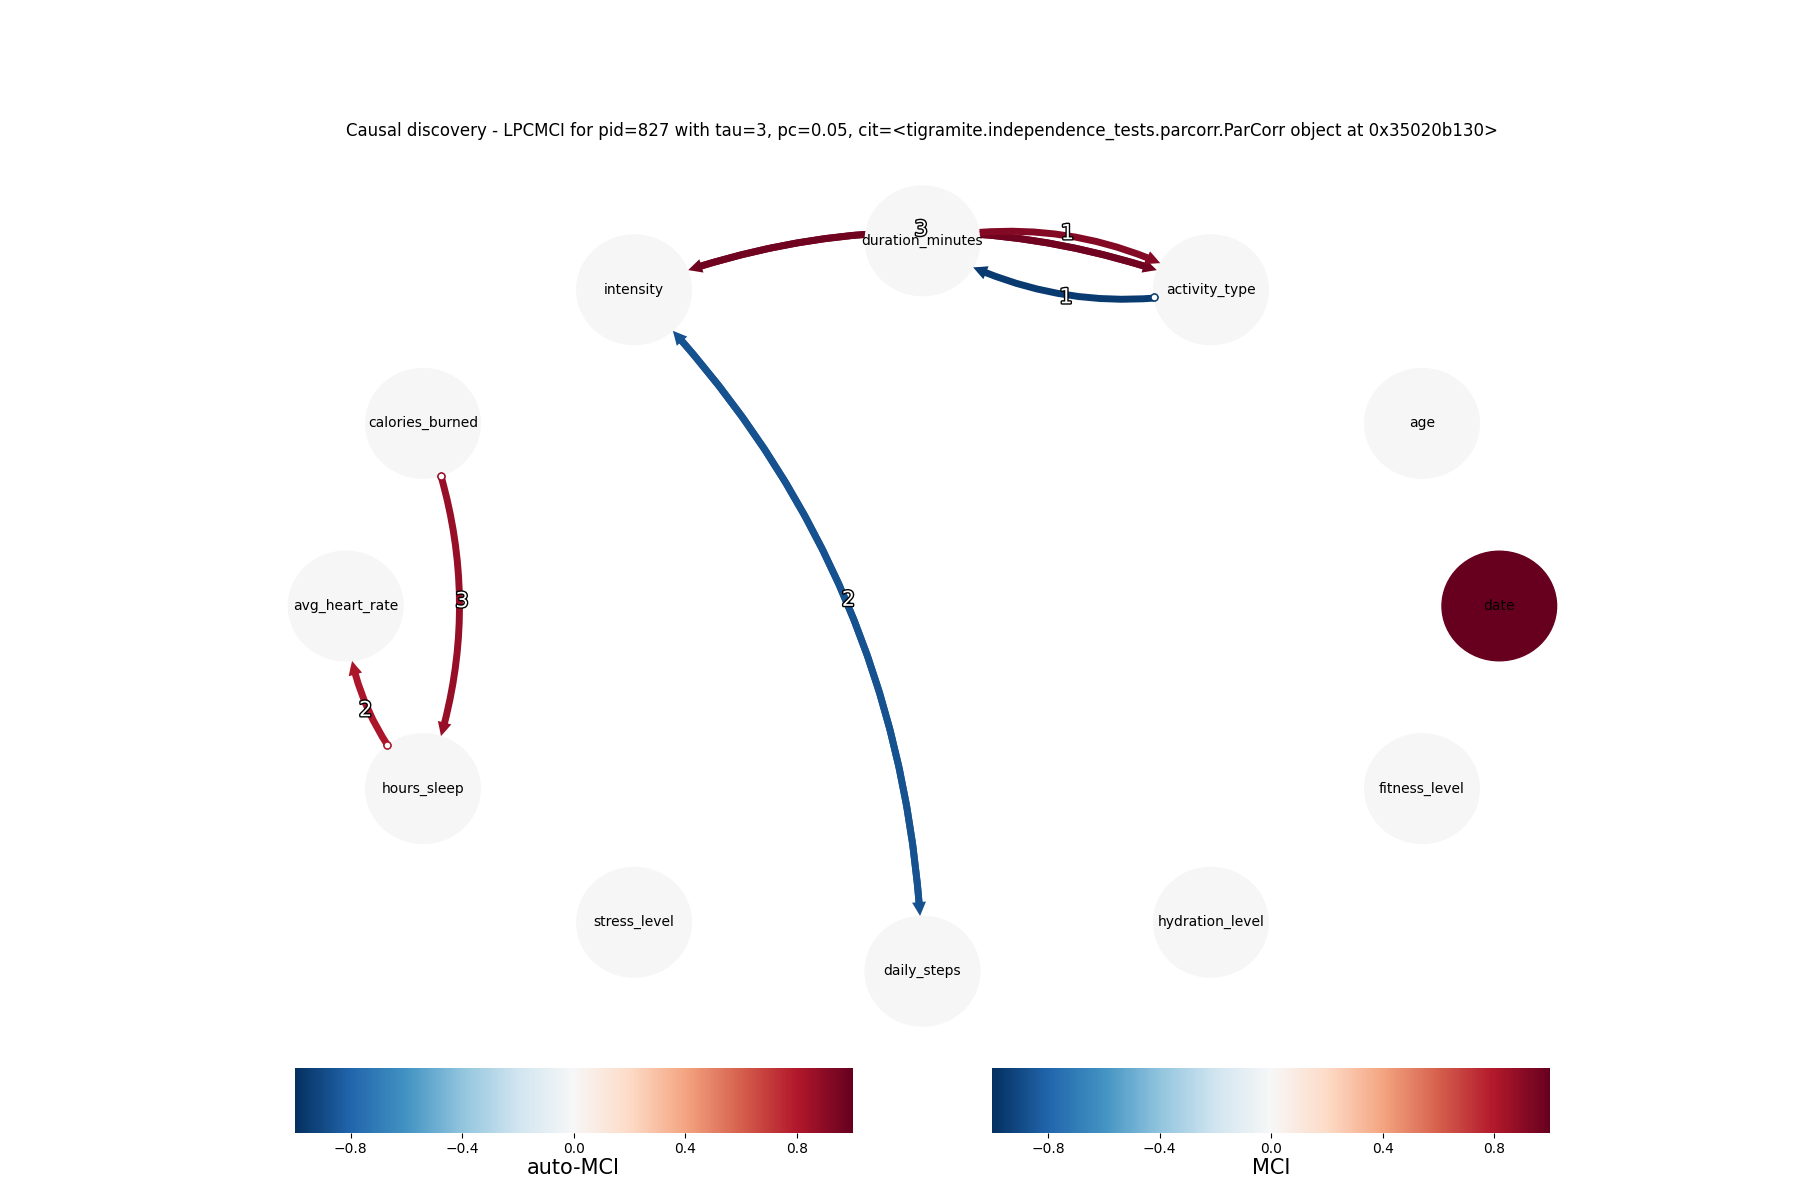 Causal discovery - LPCMCI for pid=827 with tau=3, pc=0.05, cit=<tigramite.independence_tests.parcorr.ParCorr object at 0x35020b130>
3
1
duration_minutes
intensity
1
activity_type
calories_burned
age
avg_heart_rate
3
2
date
2
hours_sleep
fitness_level
stress_level
daily_steps
hydration_level
−0.8 −0.4 0.0 0.4 0.8
auto-MCI
−0.8 −0.4 0.0 0.4 0.8
MCI